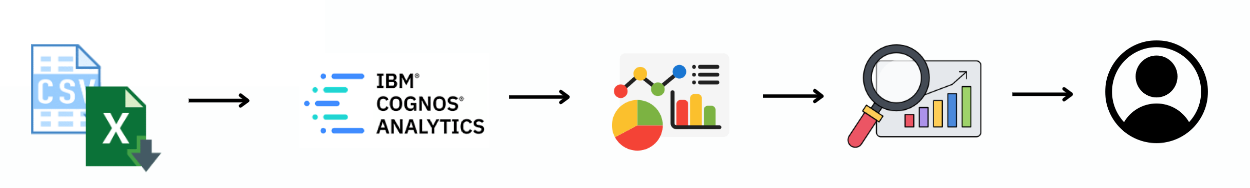 CSV
X
IBM®
COGNOS®
ANALYTICS